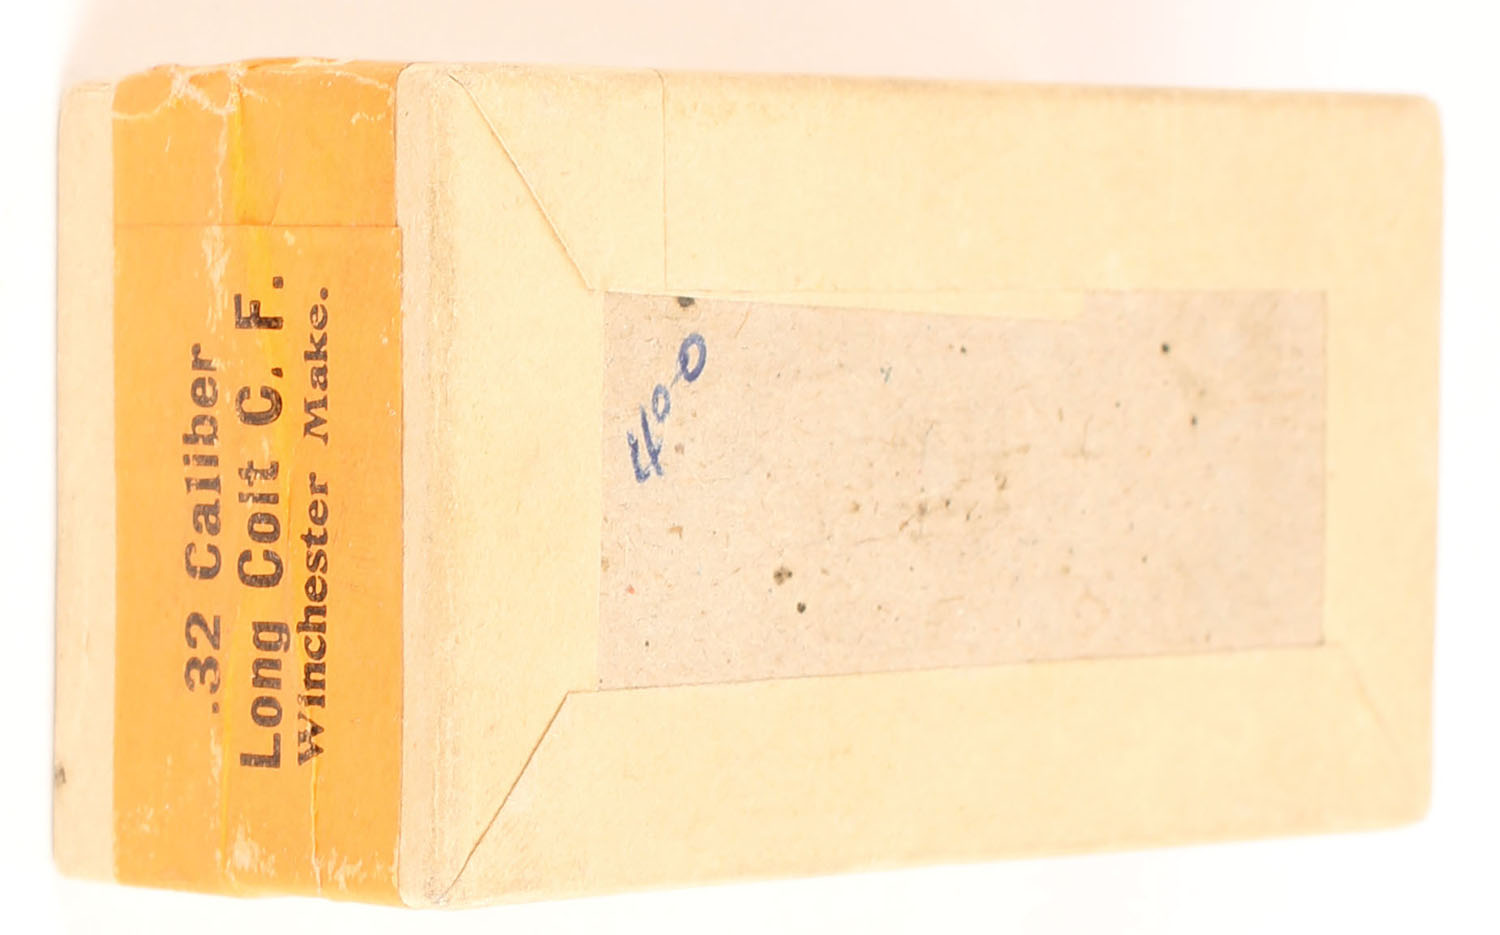 .32 Caliber
Long Colt C. F.
Winchester Make.
400